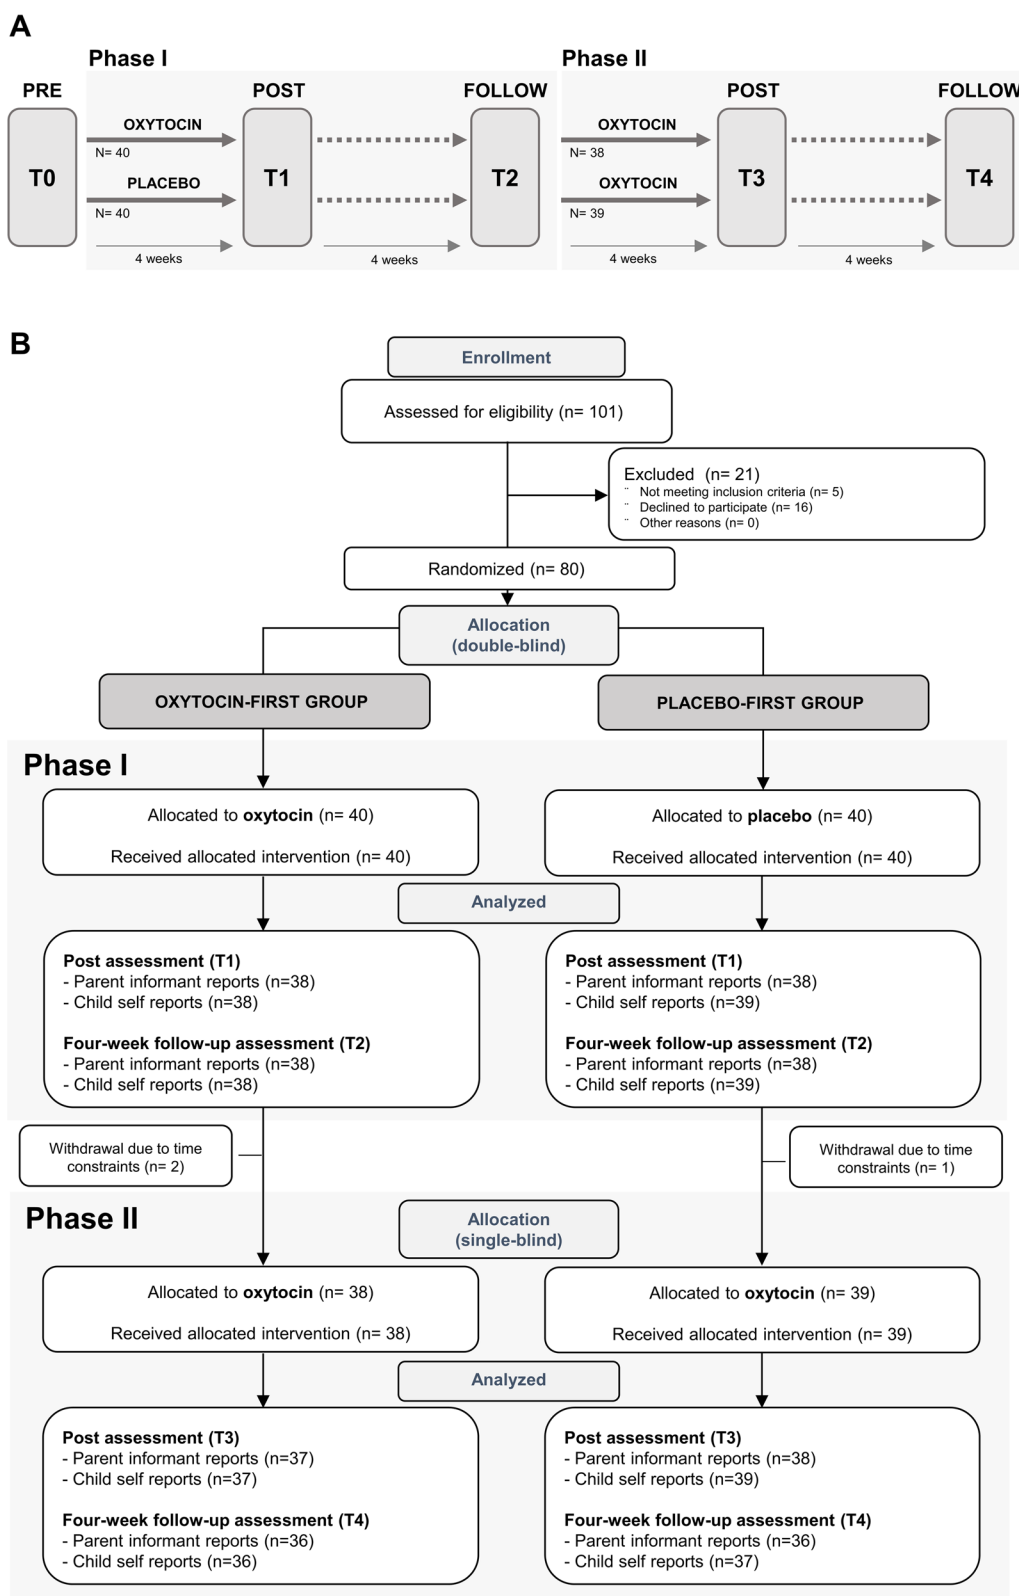 A
Phase I
Phase II
PRE
POST
FOLLOW
POST
FOLLOW
T0
OXYTOCIN
N= 40
PLACEBO
N= 40
4 weeks
T1
4 weeks
T2
OXYTOCIN
N= 38
OXYTOCIN
N= 39
4 weeks
T3
4 weeks
T4
B
Enrollment
Assessed for eligibility (n= 101)
Excluded (n= 21)
¨ Not meeting inclusion criteria (n= 5)
¨ Declined to participate (n= 16)
¨ Other reasons (n= 0)
Randomized (n= 80)
Allocation
(double-blind)
OXYTOCIN-FIRST GROUP
PLACEBO-FIRST GROUP
Phase I
Allocated to oxytocin (n= 40)
Received allocated intervention (n= 40)
Allocated to placebo (n= 40)
Received allocated intervention (n= 40)
Analyzed
Post assessment (T1)
- Parent informant reports (n=38)
- Child self reports (n=38)
Four-week follow-up assessment (T2)
- Parent informant reports (n=38)
- Child self reports (n=38)
Post assessment (T1)
- Parent informant reports (n=38)
- Child self reports (n=39)
Four-week follow-up assessment (T2)
- Parent informant reports (n=38)
- Child self reports (n=39)
Withdrawal due to time
constraints (n= 2)
Withdrawal due to time
constraints (n= 1)
Phase II
Allocation
(single-blind)
Allocated to oxytocin (n= 38)
Received allocated intervention (n= 38)
Allocated to oxytocin (n= 39)
Received allocated intervention (n= 39)
Analyzed
Post assessment (T3)
- Parent informant reports (n=37)
- Child self reports (n=37)
Four-week follow-up assessment (T4)
- Parent informant reports (n=36)
- Child self reports (n=36)
Post assessment (T3)
- Parent informant reports (n=38)
- Child self reports (n=39)
Four-week follow-up assessment (T4)
- Parent informant reports (n=36)
- Child self reports (n=37)